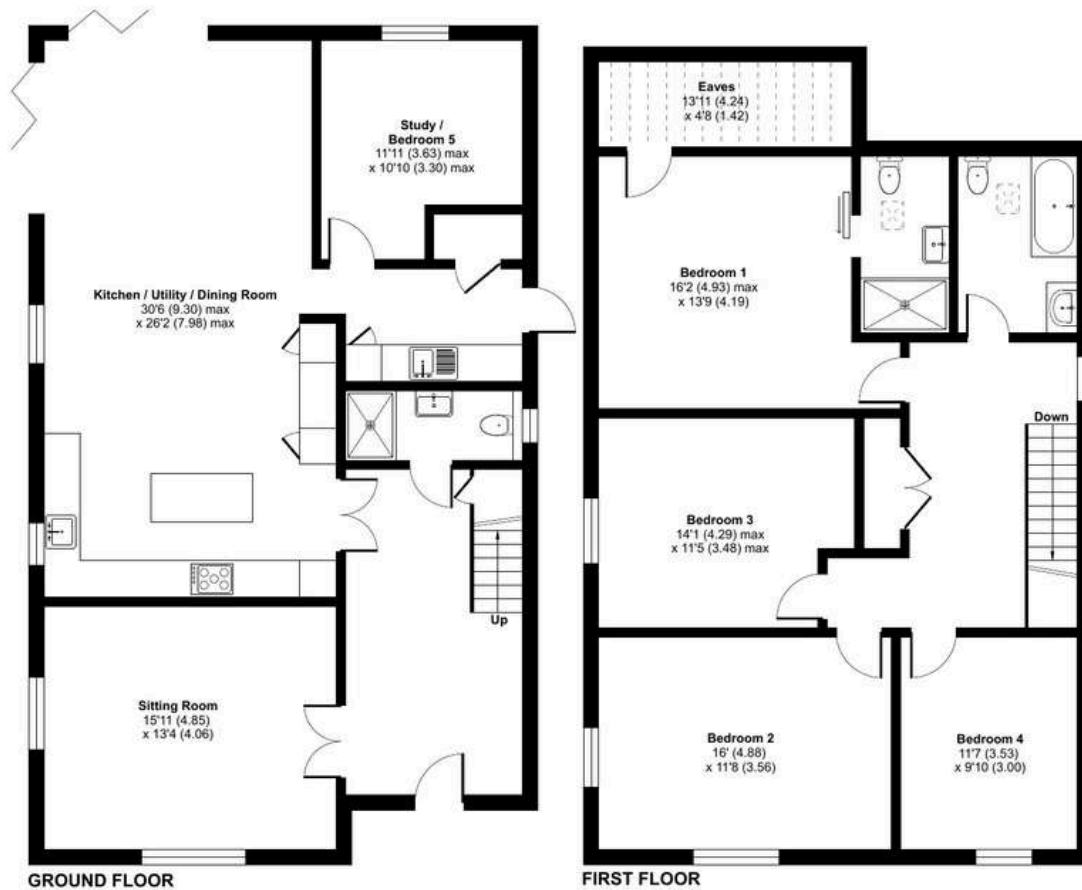 Study /
Bedroom 5
11'11 (3.63) max
x 10'10 (3.30) max
Kitchen / Utility / Dining Room
30'6 (9.30) max
x 26'2 (7.98) max
Up
Sitting Room
15'11 (4.85)
x 13'4 (4.06)
GROUND FLOOR
Eaves
13'11 (4.24)
x 4'8 (1.42)
Bedroom 1
16'2 (4.93) max
x 13'9 (4.19)
Down
Bedroom 3
14'1 (4.29) max
x 11'5 (3.48) max
Bedroom 2
16' (4.88)
x 11'8 (3.56)
Bedroom 4
11'7 (3.53)
x 9'10 (3.00)
FIRST FLOOR